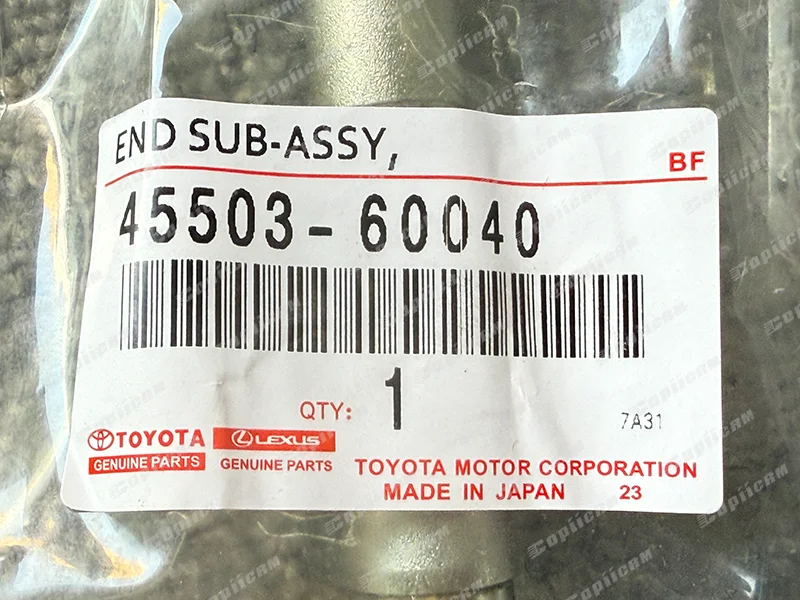 END SUB-ASSY,
BF
45503-60040
QTY: 1
7A31
TOYOTA
GENUINE PARTS
LEXUS
GENUINE PARTS
TOYOTA MOTOR CORPORATION
MADE IN JAPAN 23
Copiicam